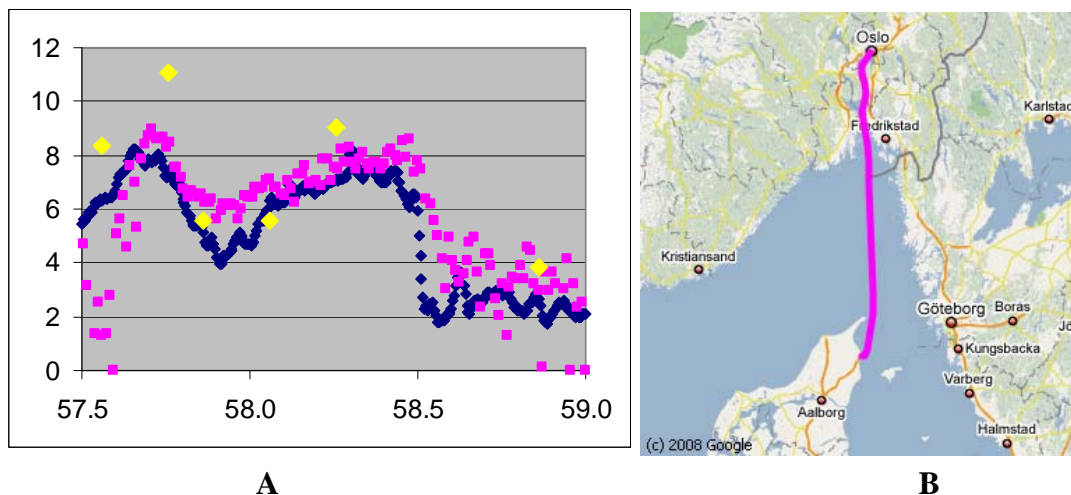 12
10
8
6
4
2
0
57.5 58.0 58.5 59.0
Oslo
Karlstad
Fredrikstad
Kristiansand
Göteborg
Borås
Jö
Kungsbacka
Varberg
Aalborg
Halmstad
(c) 2008 Google
A B